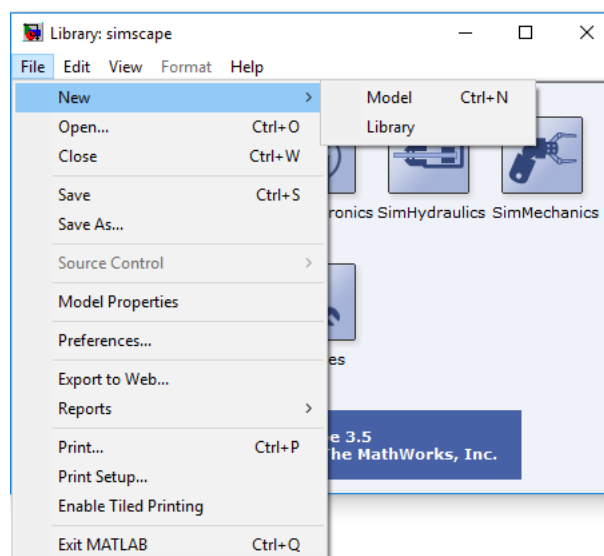 Library: simscape
File Edit View Format Help
New
Model Ctrl+N
Library
Open... Ctrl+O
Close Ctrl+W
Save Ctrl+S
Save As...
ronics SimHydraulics SimMechanics
Source Control
Model Properties
Preferences...
es
Export to Web...
Reports
Print... Ctrl+P
e 3.5
The MathWorks, Inc.
Print Setup...
Enable Tiled Printing
Exit MATLAB Ctrl+Q